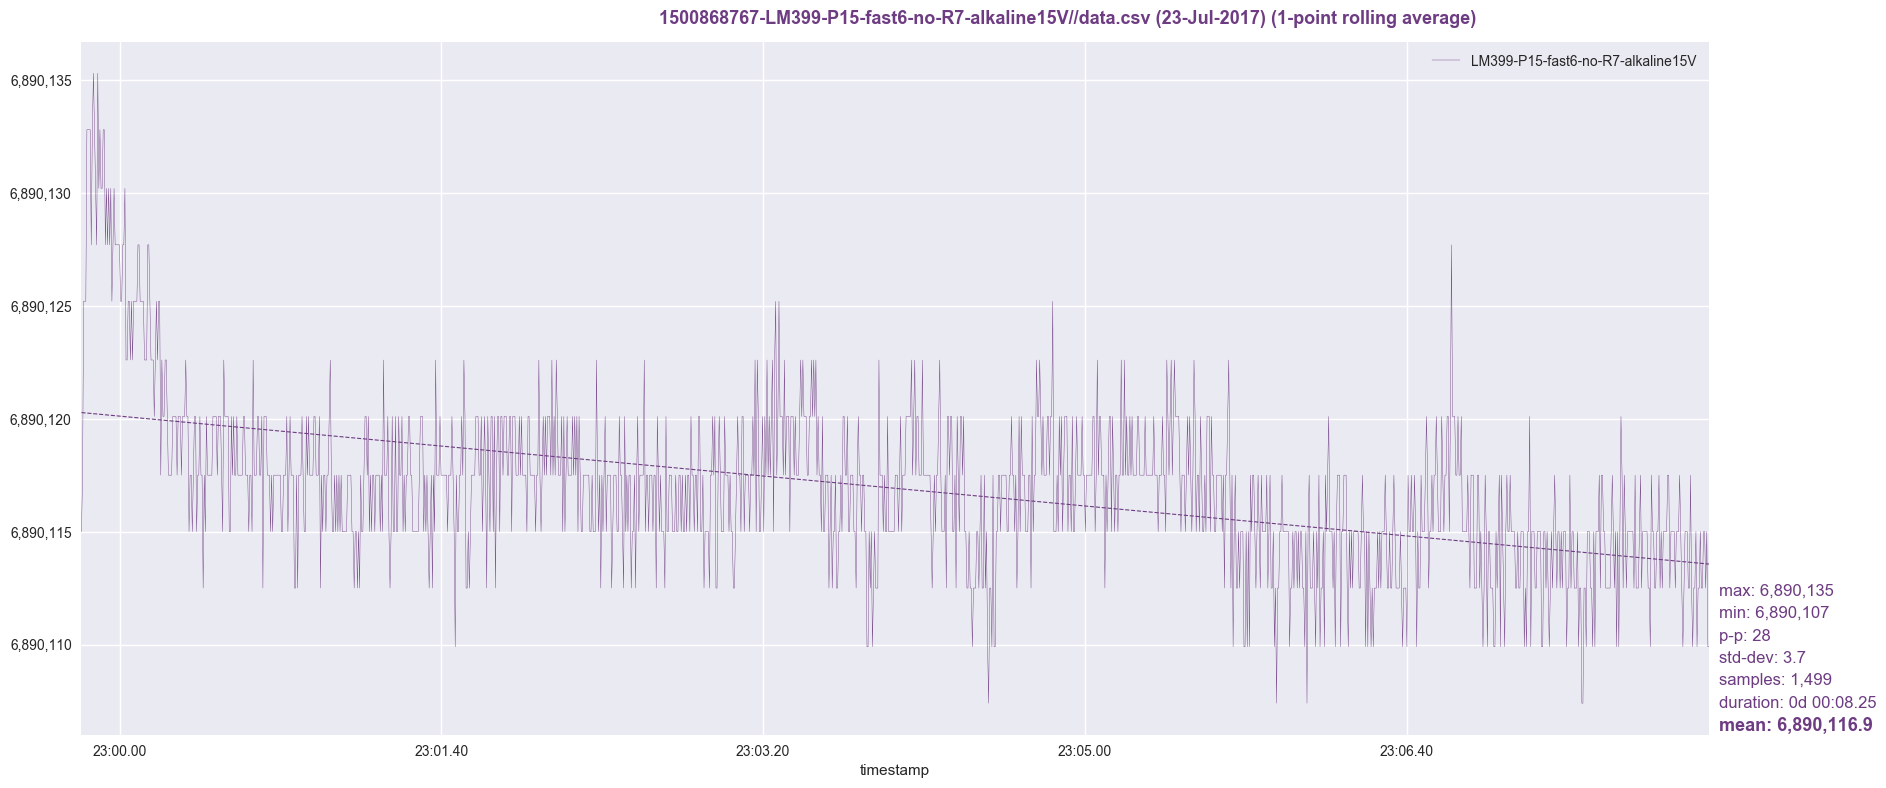 1500868767-LM399-P15-fast6-no-R7-alkaline15V//data.csv (23-Jul-2017) (1-point rolling average)
LM399-P15-fast6-no-R7-alkaline15V
6,890,135
6,890,130
6,890,125
6,890,120
6,890,115
6,890,110
max: 6,890,135
min: 6,890,107
p-p: 28
std-dev: 3.7
samples: 1,499
duration: 0d 00:08.25
mean: 6,890,116.9
23:00.00 23:01.40 23:03.20 23:05.00 23:06.40
timestamp